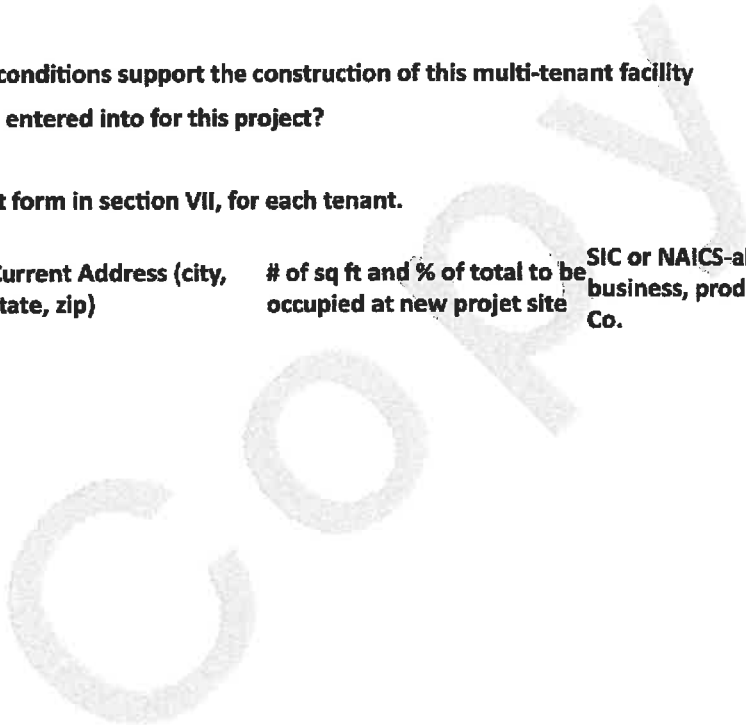 conditions support the construction of this multi-tenant facility
entered into for this project?
t form in section VII, for each tenant.
Current Address (city,
tate, zip)
# of sq ft and % of total to be
occupied at new projet site
SIC or NAICS-al
business, prod
Co.
Copy